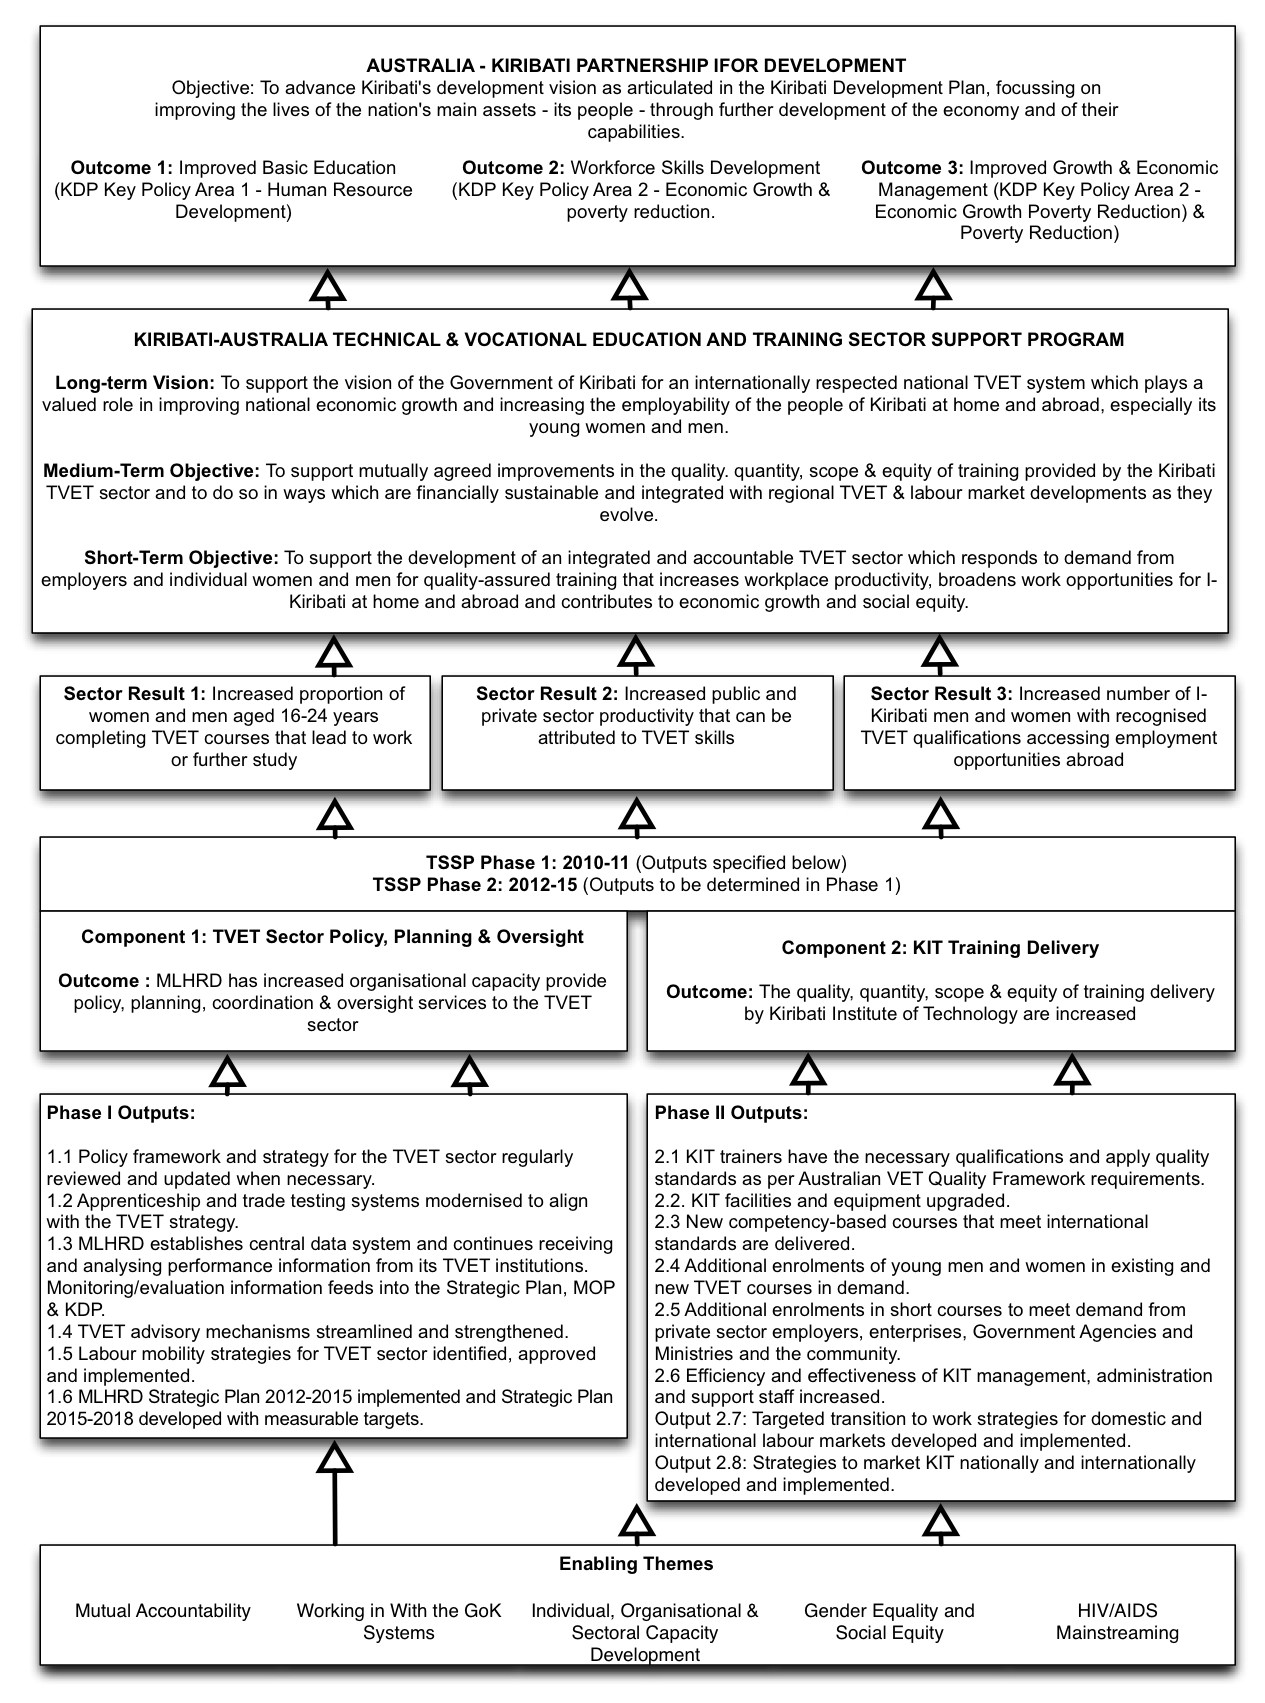 AUSTRALIA - KIRIBATI PARTNERSHIP IFOR DEVELOPMENT
Objective: To advance Kiribati's development vision as articulated in the Kiribati Development Plan, focussing on
improving the lives of the nation's main assets - its people - through further development of the economy and of their
capabilities.
Outcome 1: Improved Basic Education
(KDP Key Policy Area 1 - Human Resource
Development)
Outcome 2: Workforce Skills Development
(KDP Key Policy Area 2 - Economic Growth &
poverty reduction.
Outcome 3: Improved Growth & Economic
Management (KDP Key Policy Area 2 -
Economic Growth Poverty Reduction) &
Poverty Reduction)
KIRIBATI-AUSTRALIA TECHNICAL & VOCATIONAL EDUCATION AND TRAINING SECTOR SUPPORT PROGRAM
Long-term Vision: To support the vision of the Government of Kiribati for an internationally respected national TVET system which plays a
valued role in improving national economic growth and increasing the employability of the people of Kiribati at home and abroad, especially its
young women and men.
Medium-Term Objective: To support mutually agreed improvements in the quality. quantity, scope & equity of training provided by the Kiribati
TVET sector and to do so in ways which are financially sustainable and integrated with regional TVET & labour market developments as they
evolve.
Short-Term Objective: To support the development of an integrated and accountable TVET sector which responds to demand from
employers and individual women and men for quality-assured training that increases workplace productivity, broadens work opportunities for I-
Kiribati at home and abroad and contributes to economic growth and social equity.
Sector Result 1: Increased proportion of
women and men aged 16-24 years
completing TVET courses that lead to work
or further study
Sector Result 2: Increased public and
private sector productivity that can be
attributed to TVET skills
Sector Result 3: Increased number of I-
Kiribati men and women with recognised
TVET qualifications accessing employment
opportunities abroad
TSSP Phase 1: 2010-11 (Outputs specified below)
TSSP Phase 2: 2012-15 (Outputs to be determined in Phase 1)
Component 1: TVET Sector Policy, Planning & Oversight
Outcome : MLHRD has increased organisational capacity provide
policy, planning, coordination & oversight services to the TVET
sector
Component 2: KIT Training Delivery
Outcome: The quality, quantity, scope & equity of training delivery
by Kiribati Institute of Technology are increased
Phase I Outputs:
1.1 Policy framework and strategy for the TVET sector regularly
reviewed and updated when necessary.
1.2 Apprenticeship and trade testing systems modernised to align
with the TVET strategy.
1.3 MLHRD establishes central data system and continues receiving
and analysing performance information from its TVET institutions.
Monitoring/evaluation information feeds into the Strategic Plan, MOP
& KDP.
1.4 TVET advisory mechanisms streamlined and strengthened.
1.5 Labour mobility strategies for TVET sector identified, approved
and implemented.
1.6 MLHRD Strategic Plan 2012-2015 implemented and Strategic Plan
2015-2018 developed with measurable targets.
Phase II Outputs:
2.1 KIT trainers have the necessary qualifications and apply quality
standards as per Australian VET Quality Framework requirements.
2.2. KIT facilities and equipment upgraded.
2.3 New competency-based courses that meet international
standards are delivered.
2.4 Additional enrolments of young men and women in existing and
new TVET courses in demand.
2.5 Additional enrolments in short courses to meet demand from
private sector employers, enterprises, Government Agencies and
Ministries and the community.
2.6 Efficiency and effectiveness of KIT management, administration
and support staff increased.
Output 2.7: Targeted transition to work strategies for domestic and
international labour markets developed and implemented.
Output 2.8: Strategies to market KIT nationally and internationally
developed and implemented.
Enabling Themes
Mutual Accountability
Working in With the GoK
Systems
Individual, Organisational &
Sectoral Capacity
Development
Gender Equality and
Social Equity
HIV/AIDS
Mainstreaming